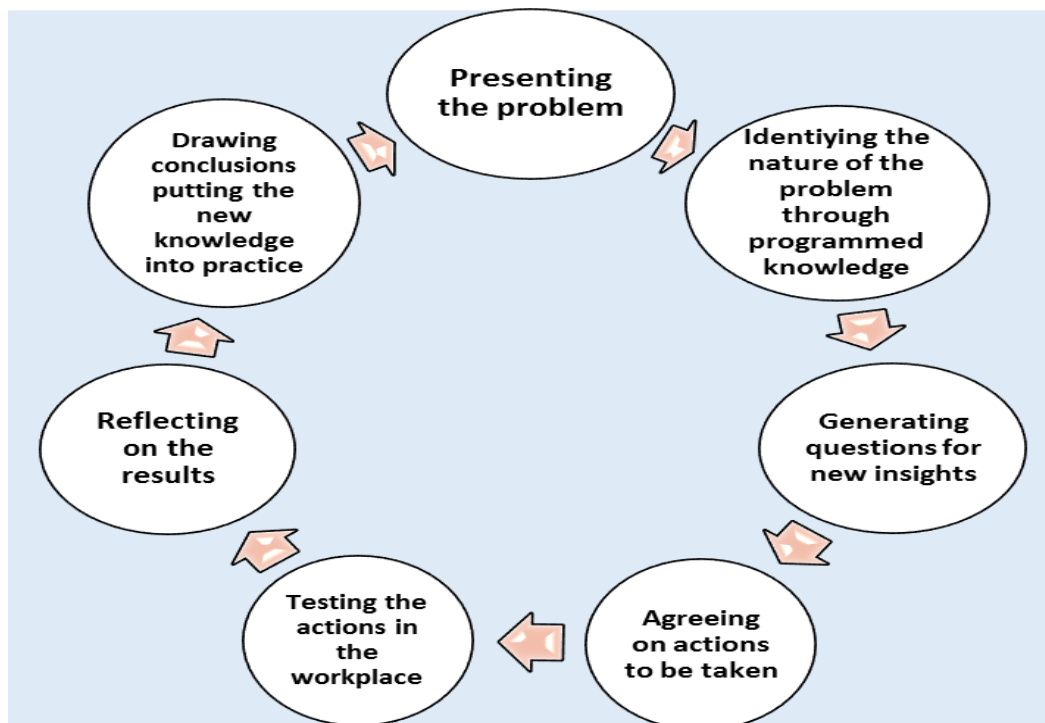 Presenting
the problem
Identiying the
nature of the
problem
through
programmed
knowledge
Generating
questions for
new insights
Agreeing
on actions
to be taken
Testing the
actions in
the
workplace
Reflecting
on the
results
Drawing
conclusions
putting the
new
knowledge
into practice